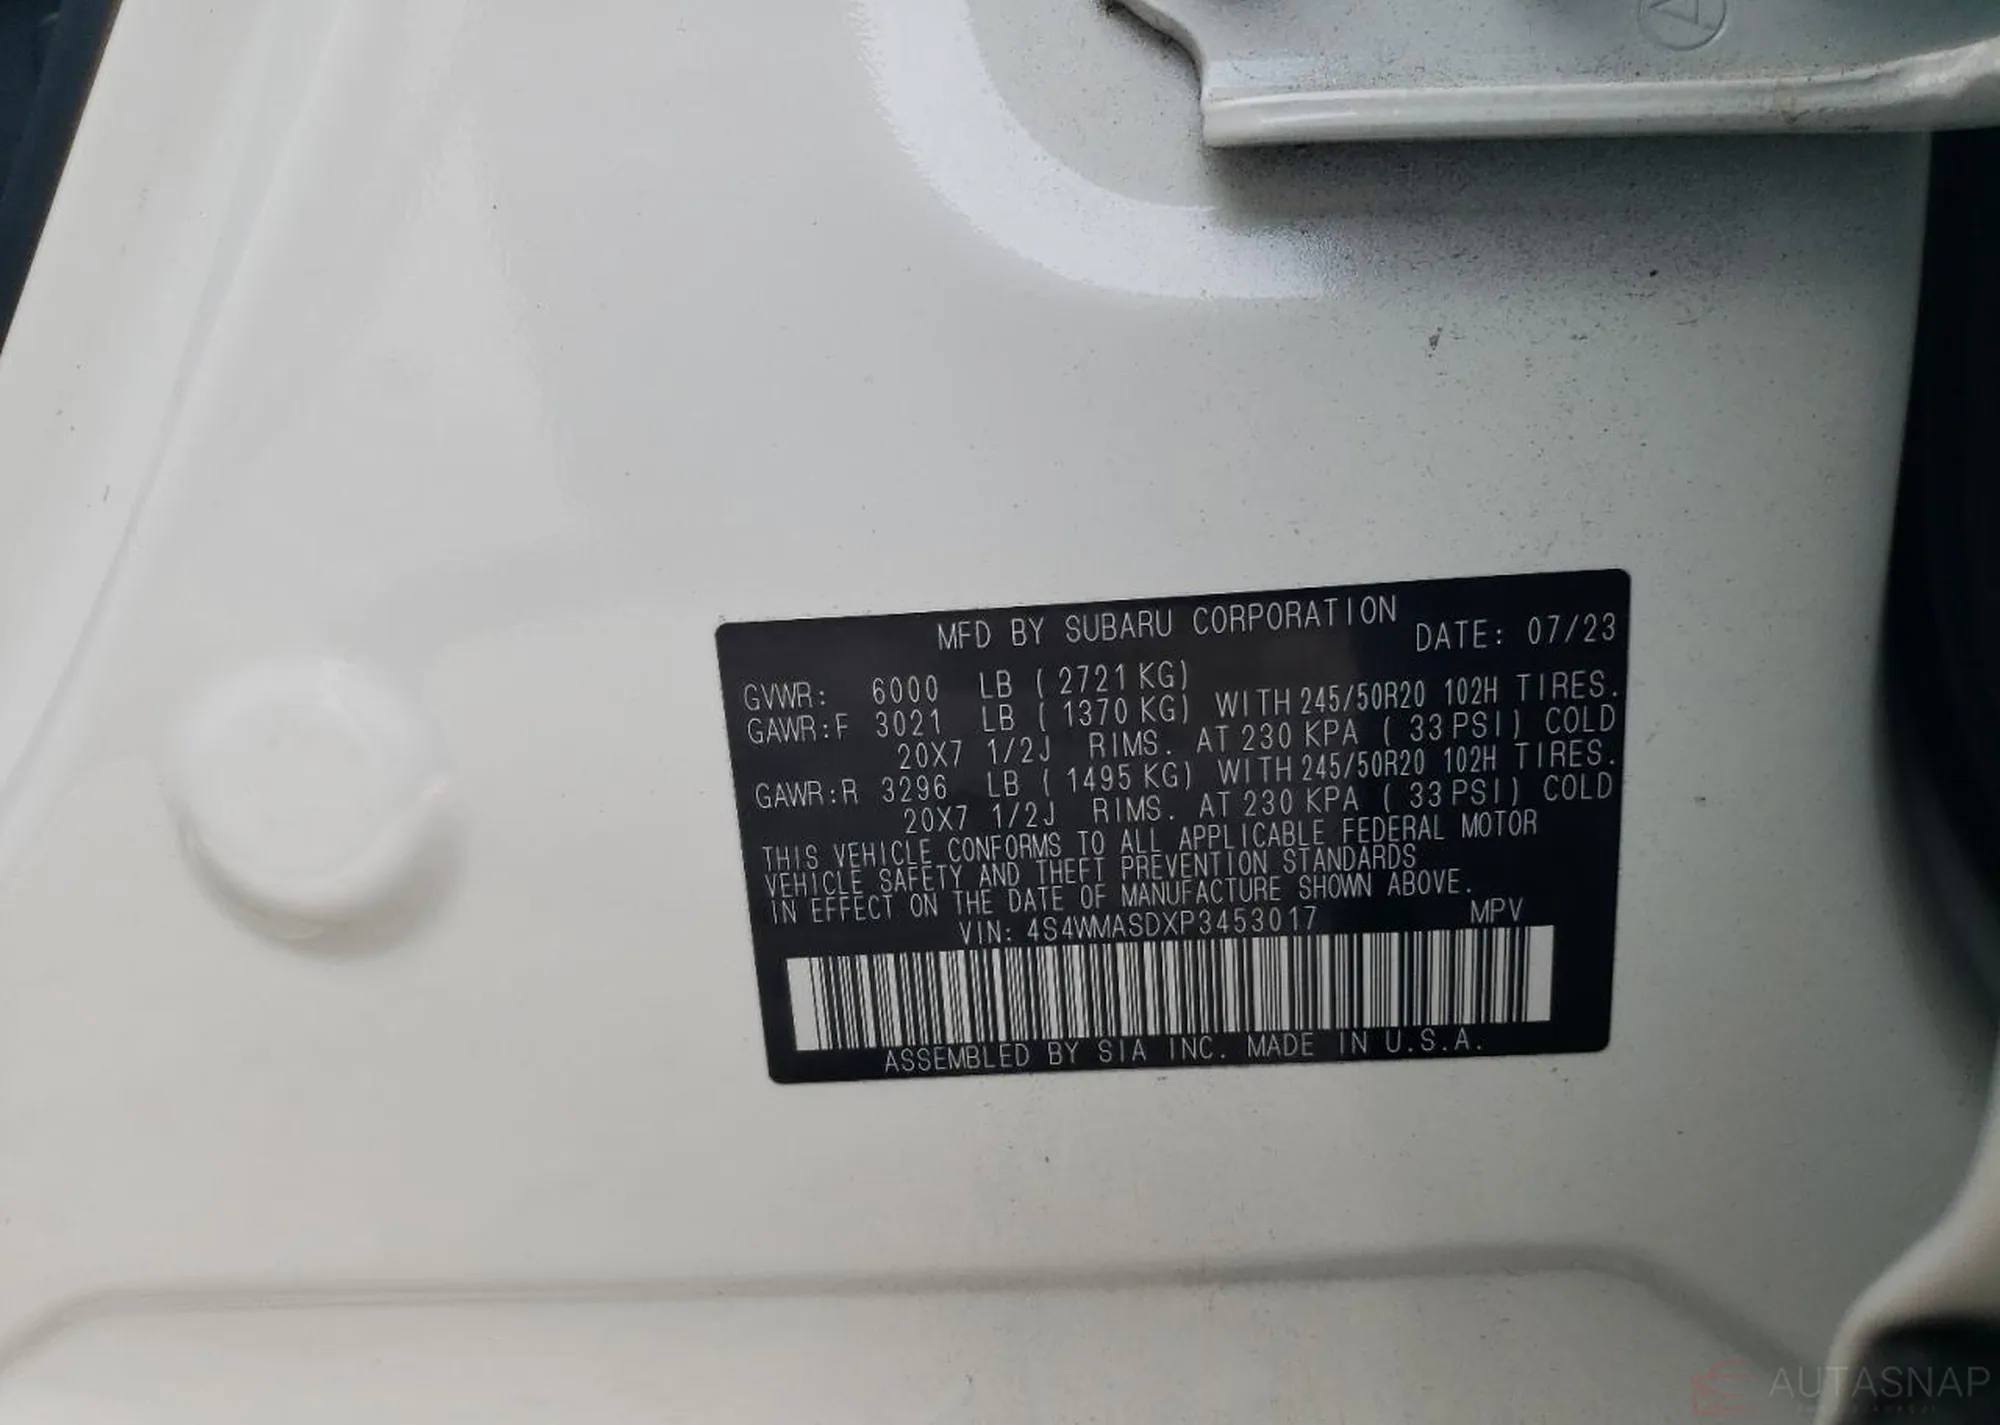 MFD BY SUBARU CORPORATION DATE: 07/23
GVWR: 6000 LB (2721 KG)
GAWR:F 3021 LB (1370 KG) WITH 245/50R20 102H TIRES.
20X7 1/2J RIMS. AT 230 KPA (33 PSI) COLD
GAWR:R 3296 LB (1495 KG) WITH 245/50R20 102H TIRES.
20X7 1/2J RIMS. AT 230 KPA (33 PSI) COLD
THIS VEHICLE CONFORMS TO ALL APPLICABLE FEDERAL MOTOR
VEHICLE SAFETY AND THEFT PREVENTION STANDARDS
IN EFFECT ON THE DATE OF MANUFACTURE SHOWN ABOVE.
VIN: 4S4WMASDXP3453017 MPV
ASSEMBLED BY SIA INC. MADE IN U.S.A.
AUTASNAP